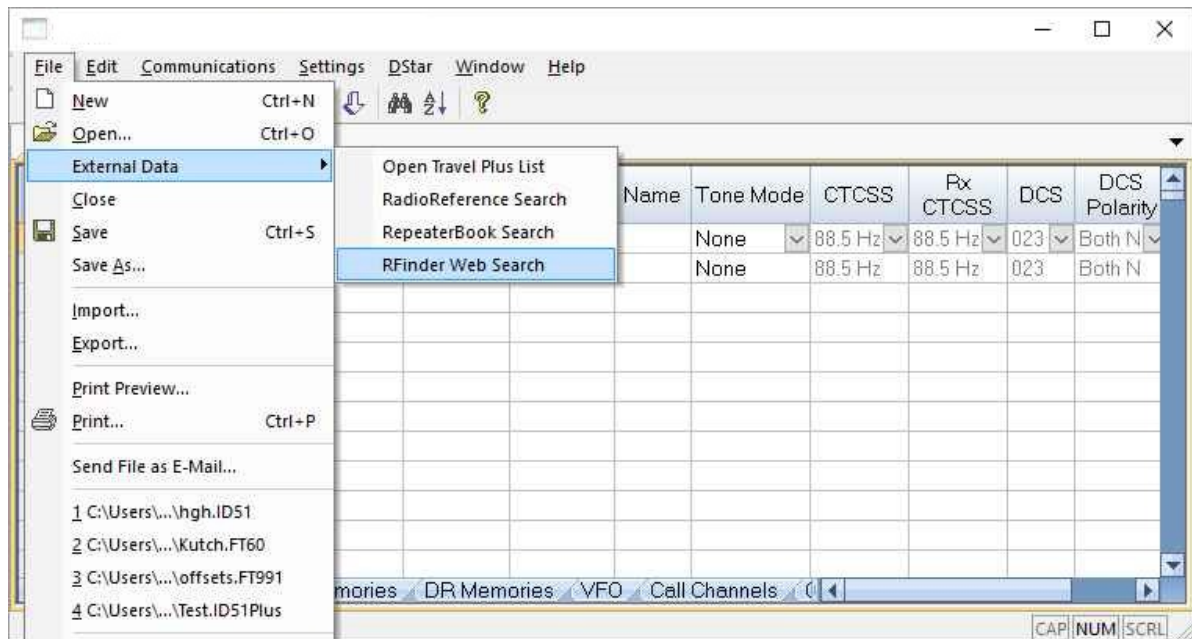 File Edit Communications Settings DStar Window Help
New Ctrl+N
Open... Ctrl+O
External Data
Close
Save Ctrl+S
Save As...
Import...
Export...
Print Preview...
Print... Ctrl+P
Send File as E-Mail...
1 C:\Users\...\hgh.ID51
2 C:\Users\...\Kutch.FT60
3 C:\Users\...\offsets.FT991
4 C:\Users\...\Test.ID51Plus
Open Travel Plus List
RadioReference Search
RepeaterBook Search
RFinder Web Search
Name Tone Mode CTCSS Rx CTCSS DCS DCS Polarity
None 88.5 Hz 88.5 Hz 023 Both N
None 88.5 Hz 88.5 Hz 023 Both N
mories DR Memories VFO Call Channels
CAP NUM SCRL